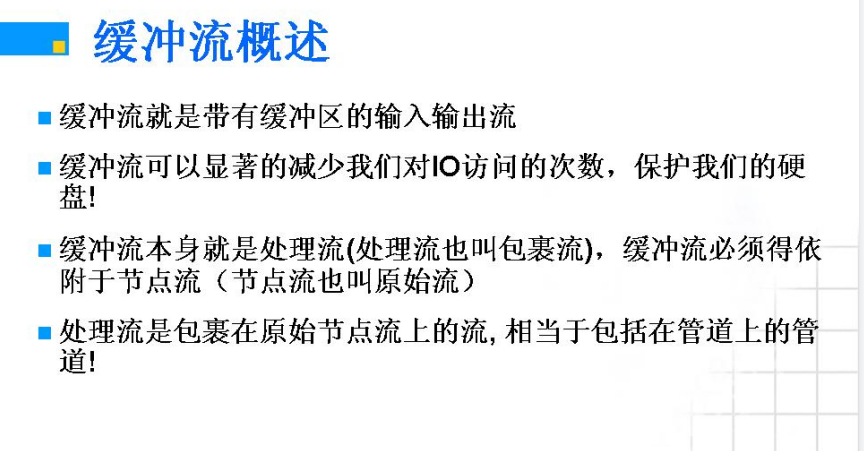 缓冲流概述
缓冲流就是带有缓冲区的输入输出流
缓冲流可以显著的减少我们对IO访问的次数，保护我们的硬
盘!
缓冲流本身就是处理流(处理流也叫包裹流)，缓冲流必须得依
附于节点流（节点流也叫原始流）
处理流是包裹在原始节点流上的流, 相当于包括在管道上的管
道!